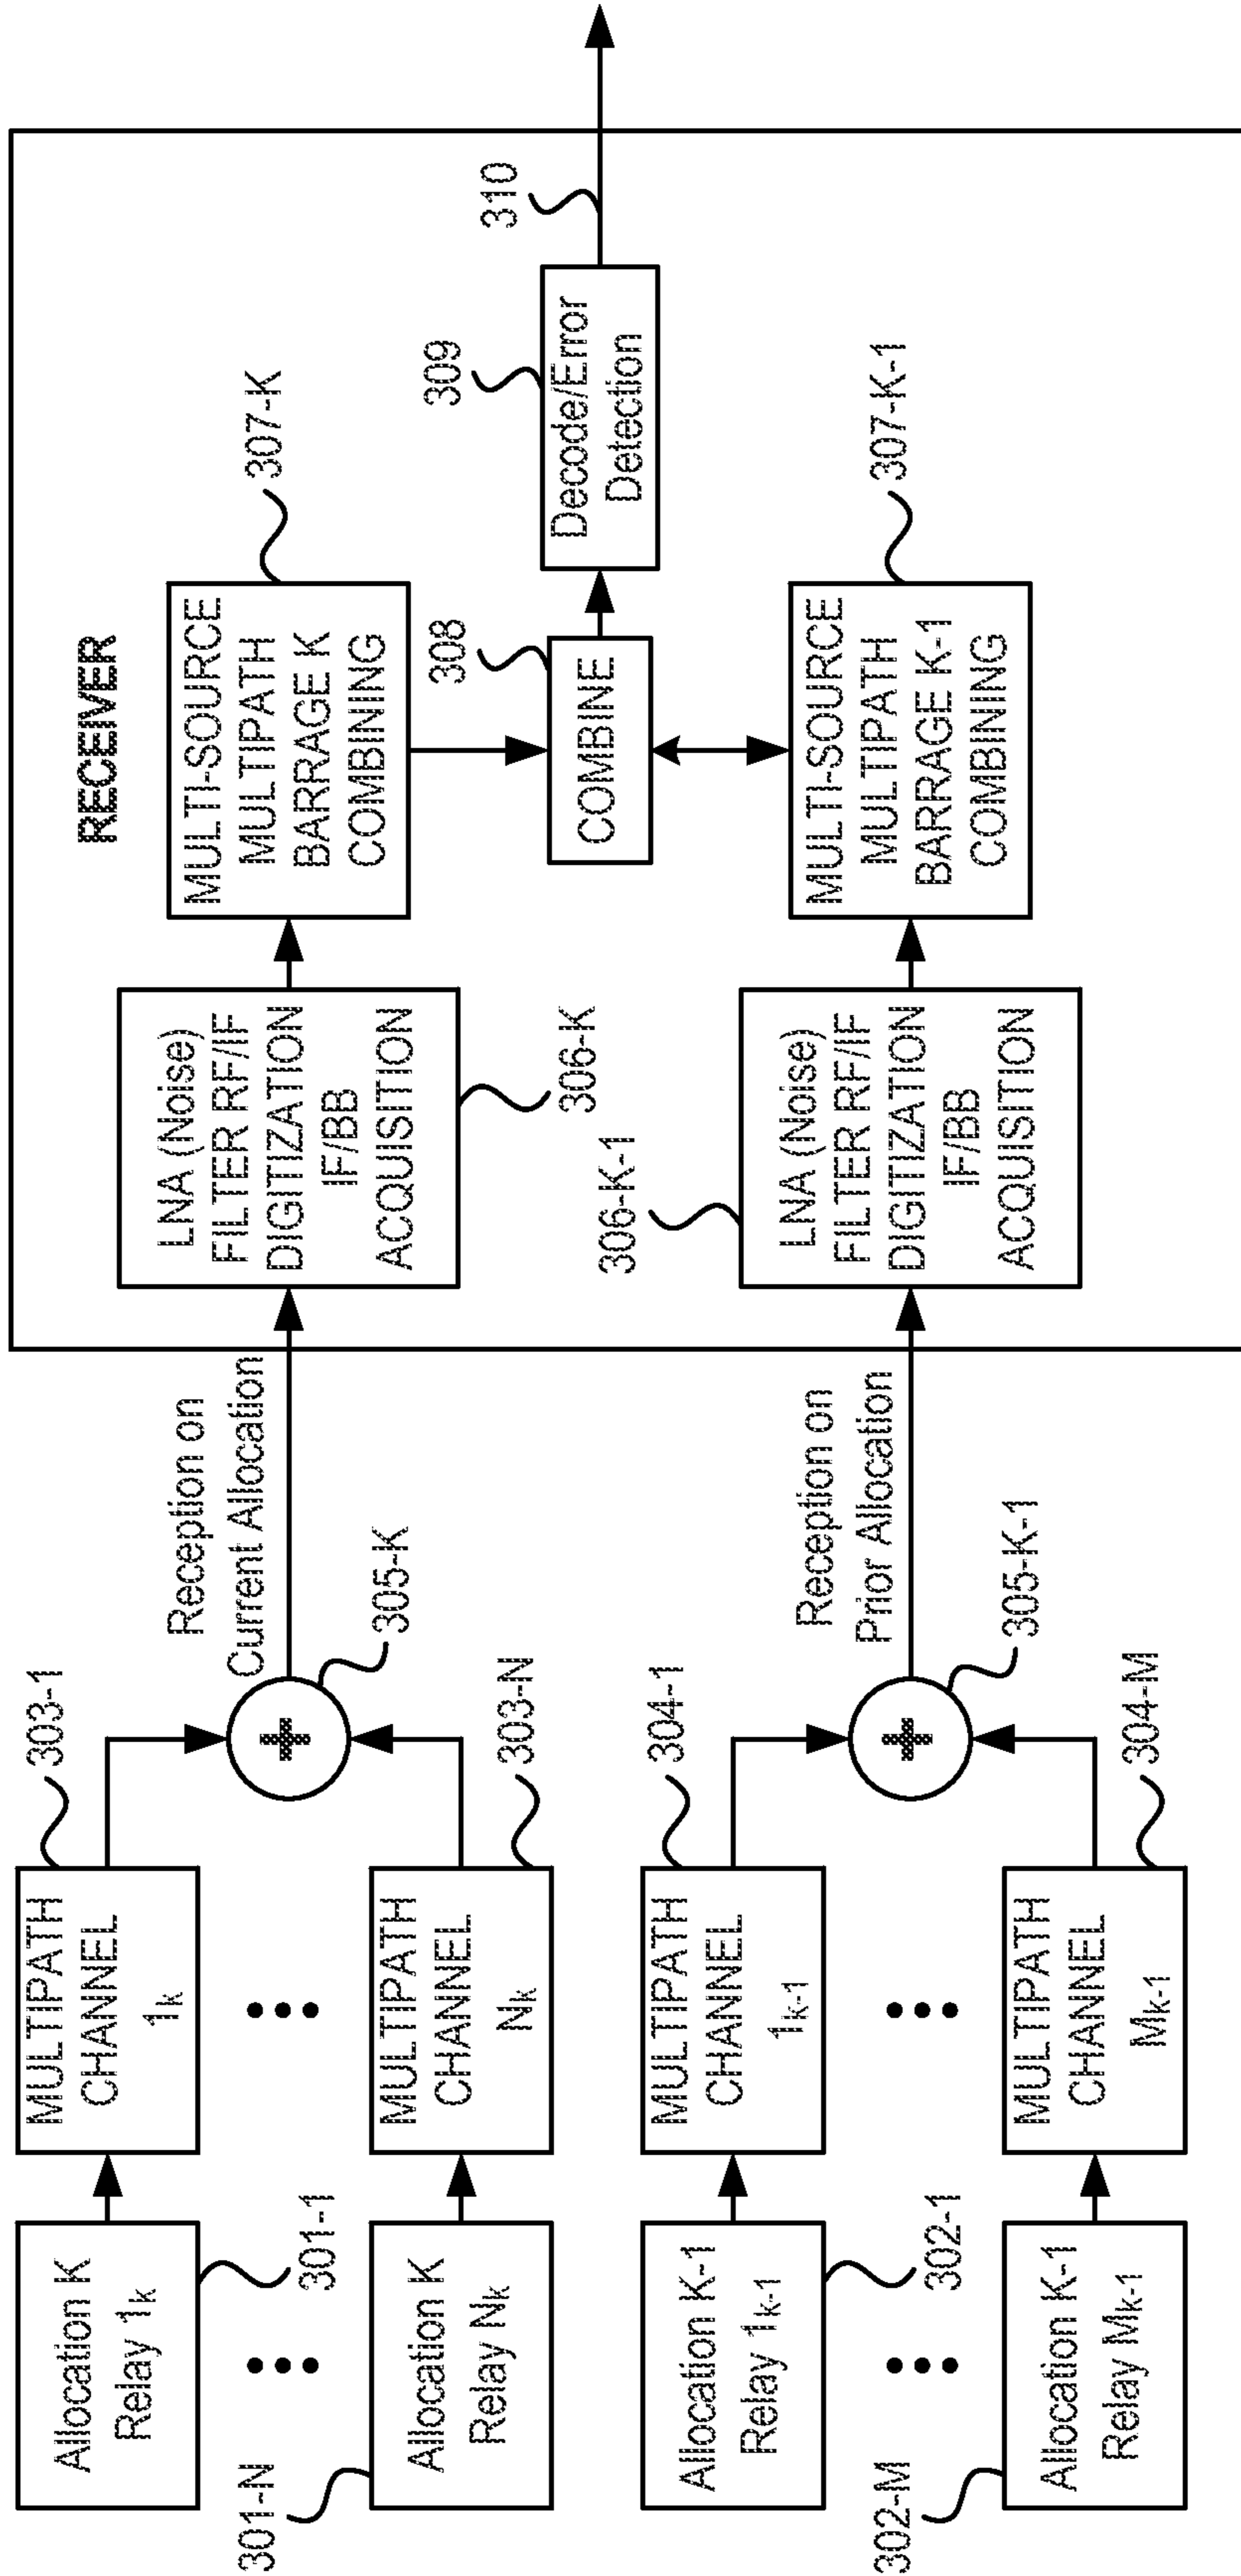 RECEIVER
Allocation K
Relay 1k
301-1
MULTIPATH
CHANNEL
1k
303-1
301-N
Allocation K
Relay Nk
MULTIPATH
CHANNEL
Nk
303-N
305-K
+
Reception on
Current Allocation
LNA (Noise)
FILTER RF/IF
DIGITIZATION
IF/BB
ACQUISITION
306-K
MULTI-SOURCE
MULTIPATH
BARRAGE K
COMBINING
307-K
COMBINE
308
Decode/Error
Detection
309
310
Allocation K-1
Relay 1k-1
302-1
MULTIPATH
CHANNEL
1k-1
304-1
302-M
Allocation K-1
Relay Mk-1
MULTIPATH
CHANNEL
Mk-1
304-M
305-K-1
+
Reception on
Prior Allocation
306-K-1
LNA (Noise)
FILTER RF/IF
DIGITIZATION
IF/BB
ACQUISITION
MULTI-SOURCE
MULTIPATH
BARRAGE K-1
COMBINING
307-K-1